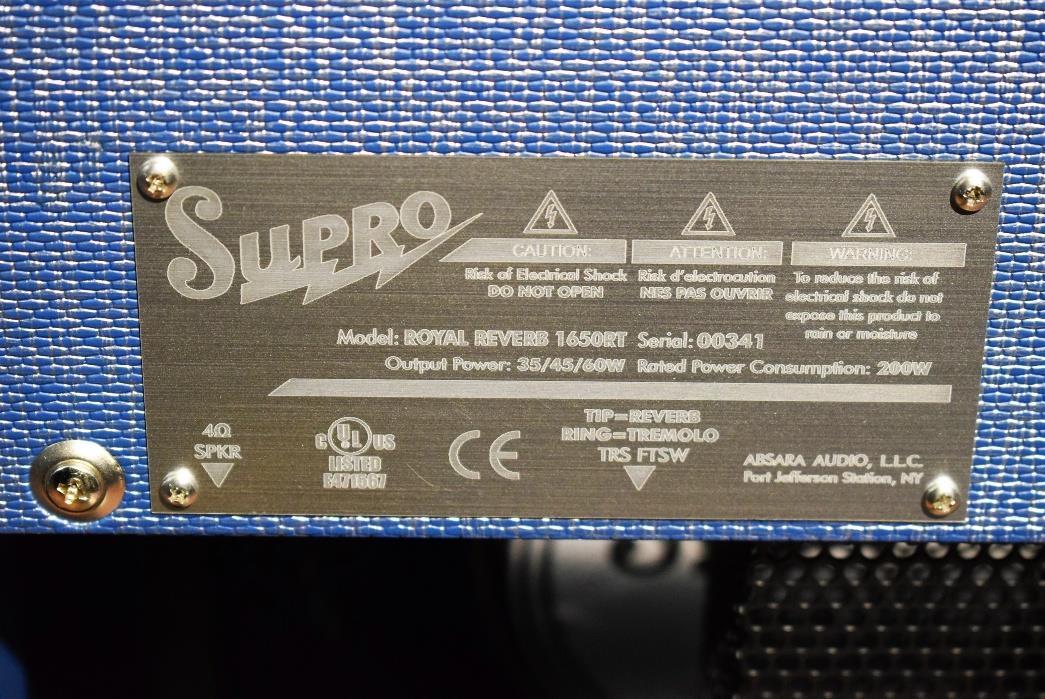 SUPRO
CAUTION:
Risk of Electrical Shock
DO NOT OPEN
ATTENTION:
Risk d'electrocution
NES PAS OUVRIR
WARNING:
To reduce the risk of
electrical shock do not
expose this product to
rain or moisture
Model: ROYAL REVERB 1650RT Serial: 00341
Output Power: 35/45/60W Rated Power Consumption: 200W
4Ω
SPKR
C UL US
LISTED
E471567
CE
TIP=REVERB
RING=TREMOLO
TRS FTSW
ABSARA AUDIO, L.L.C.
Port Jefferson Station, NY